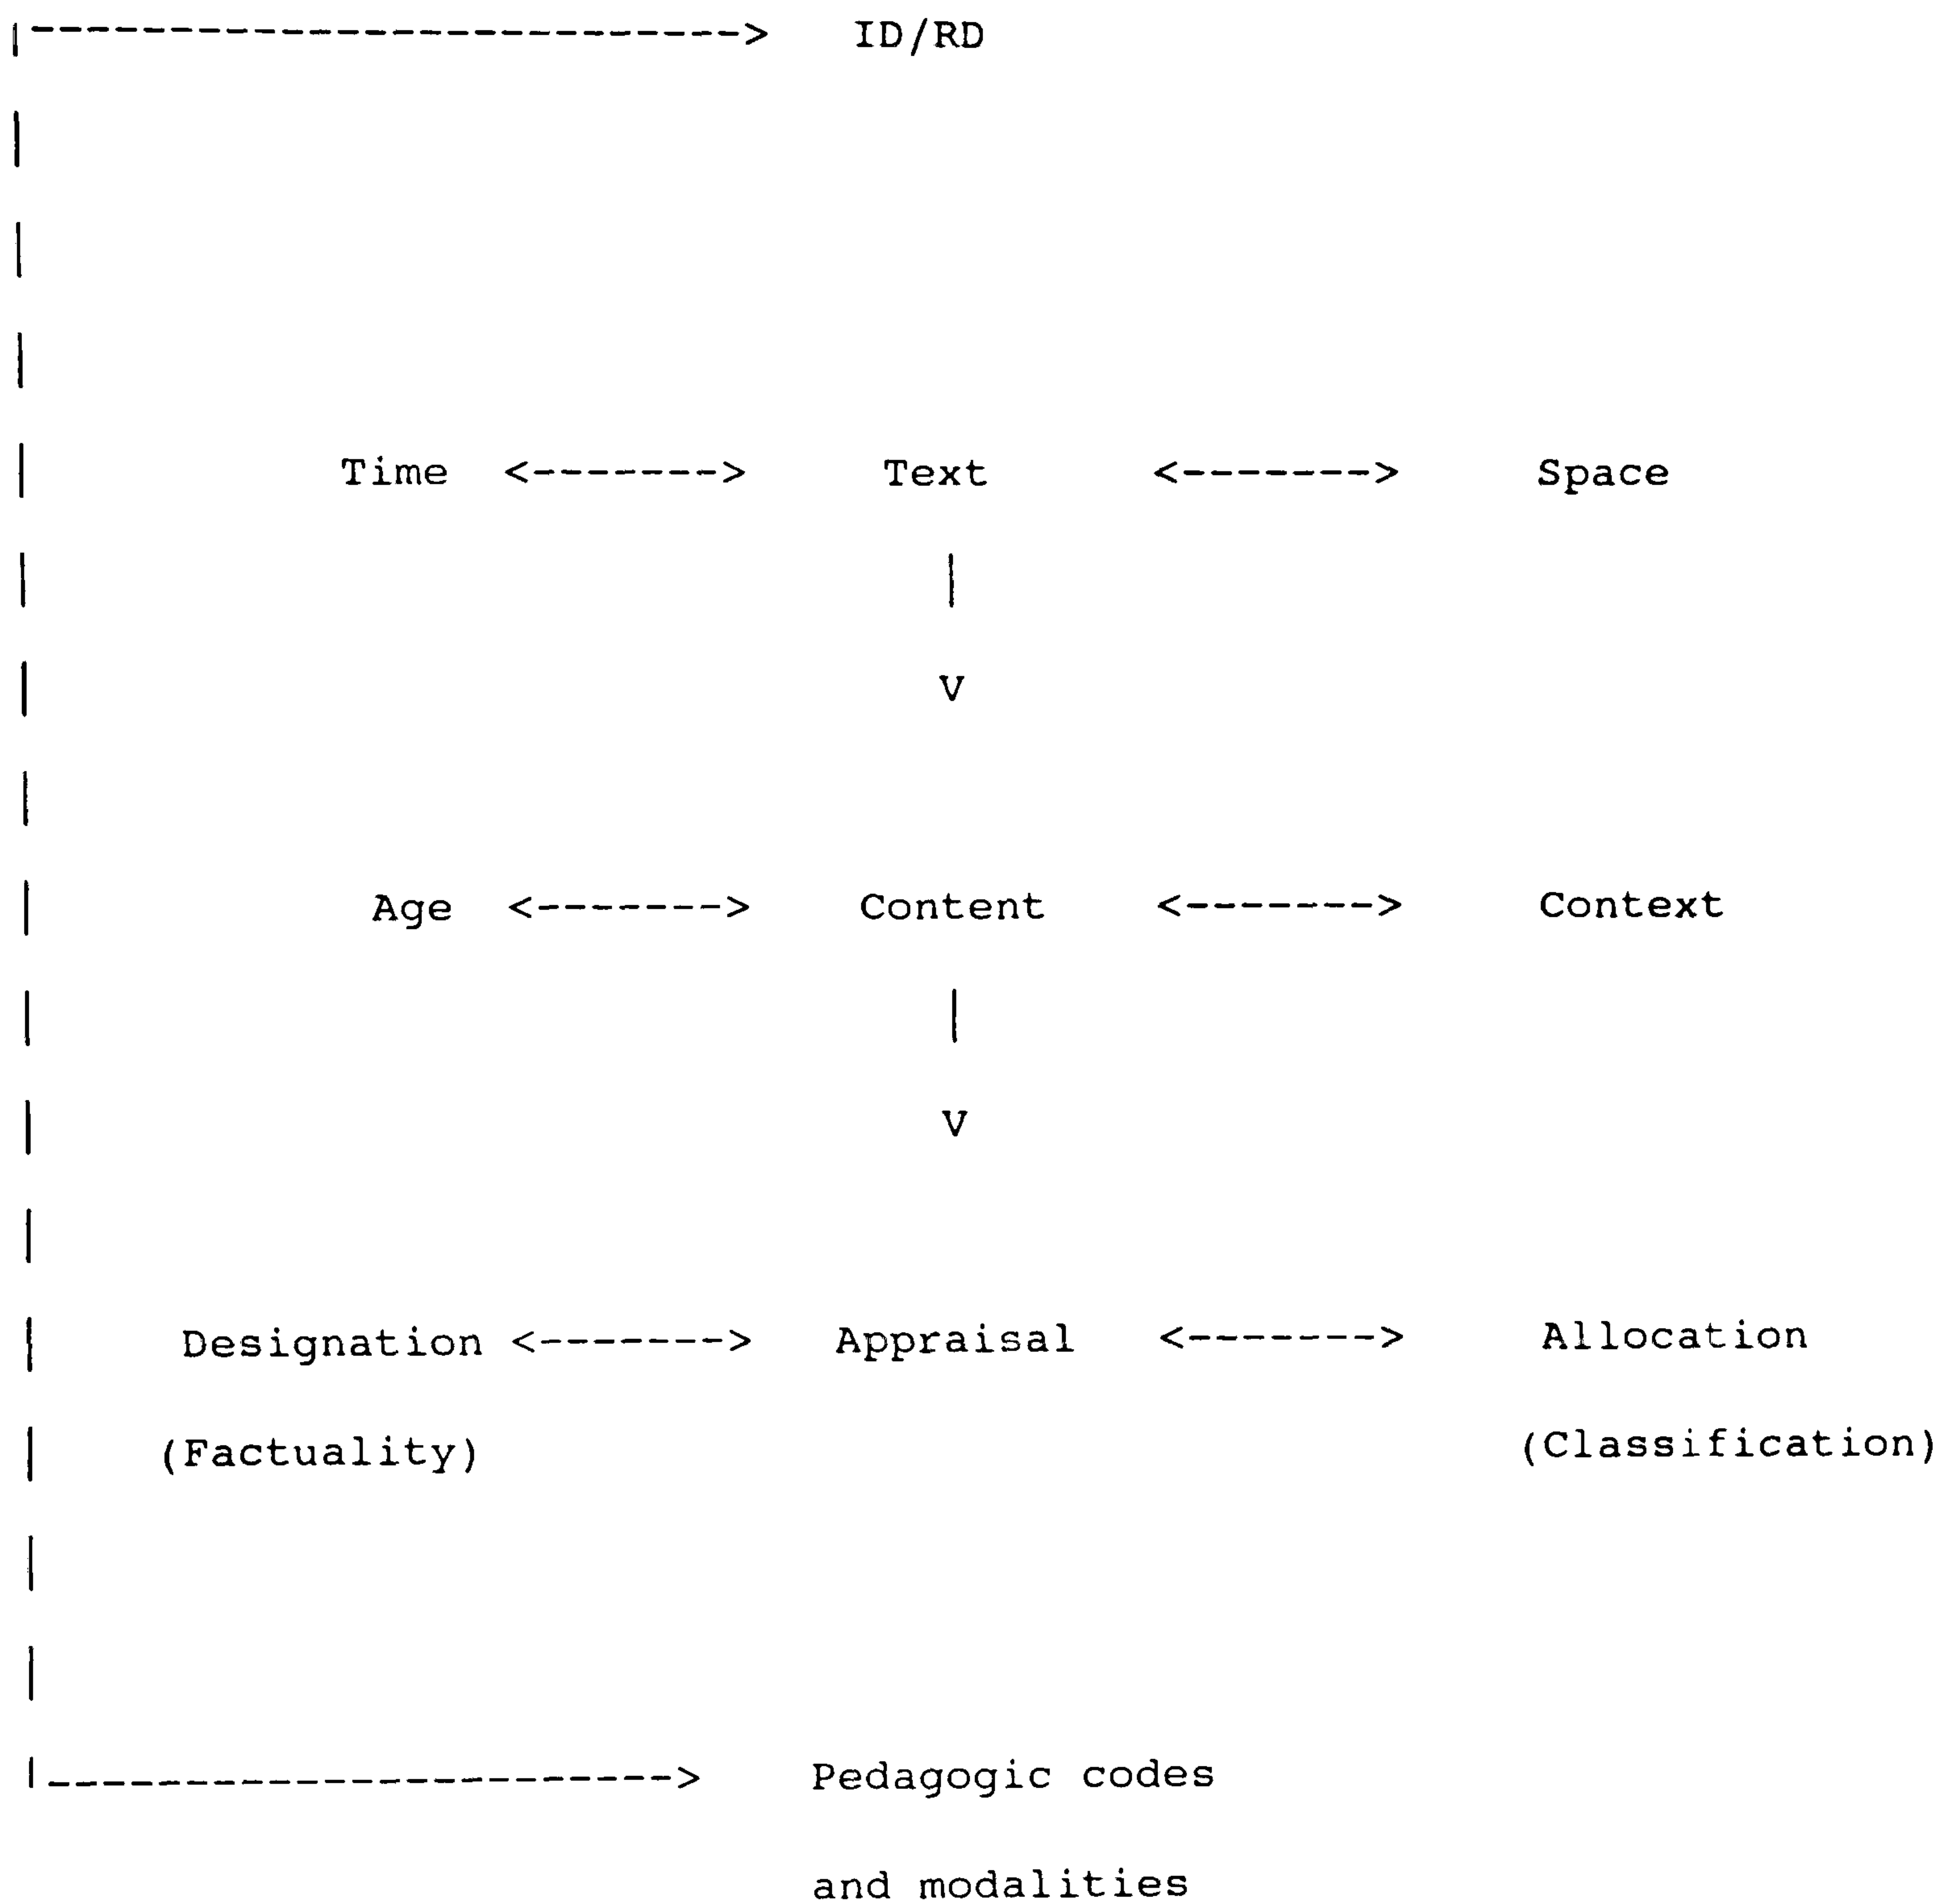 ID/RD
Time <-------> Text <-------> Space
Age <-------> Content <-------> Context
Designation <-------> Appraisal <-------> Allocation
(Factuality) (Classification)
Pedagogic codes
and modalities